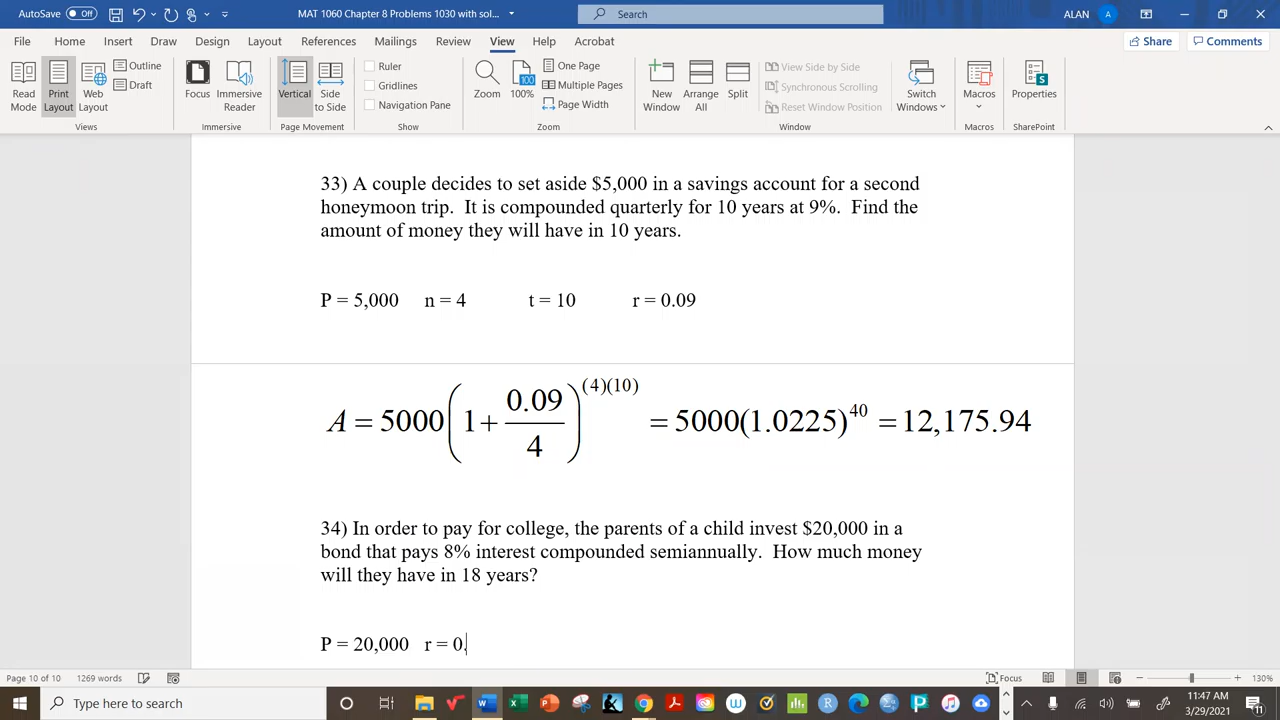 AutoSave Off MAT 1060 Chapter 8 Problems 1030 with sol... Search ALAN A
File Home Insert Draw Design Layout References Mailings Review View Help Acrobat Share Comments
Read Mode Print Layout Web Layout Outline Draft Focus Immersive Reader Vertical Side to Side Ruler Gridlines Navigation Pane Zoom 100 100% One Page Multiple Pages Page Width New Window Arrange All Split View Side by Side Synchronous Scrolling Reset Window Position Switch Windows Macros Properties
Views Immersive Page Movement Show Zoom Window Macros SharePoint
33) A couple decides to set aside $5,000 in a savings account for a second
honeymoon trip. It is compounded quarterly for 10 years at 9%. Find the
amount of money they will have in 10 years.
P = 5,000 n = 4 t = 10 r = 0.09
A = 5000(1 + 0.09/4)^(4)(10) = 5000(1.0225)^40 = 12,175.94
34) In order to pay for college, the parents of a child invest $20,000 in a
bond that pays 8% interest compounded semiannually. How much money
will they have in 18 years?
P = 20,000 r = 0.
Page 10 of 10 1269 words Focus 130%
Type here to search 11:47 AM
3/29/2021